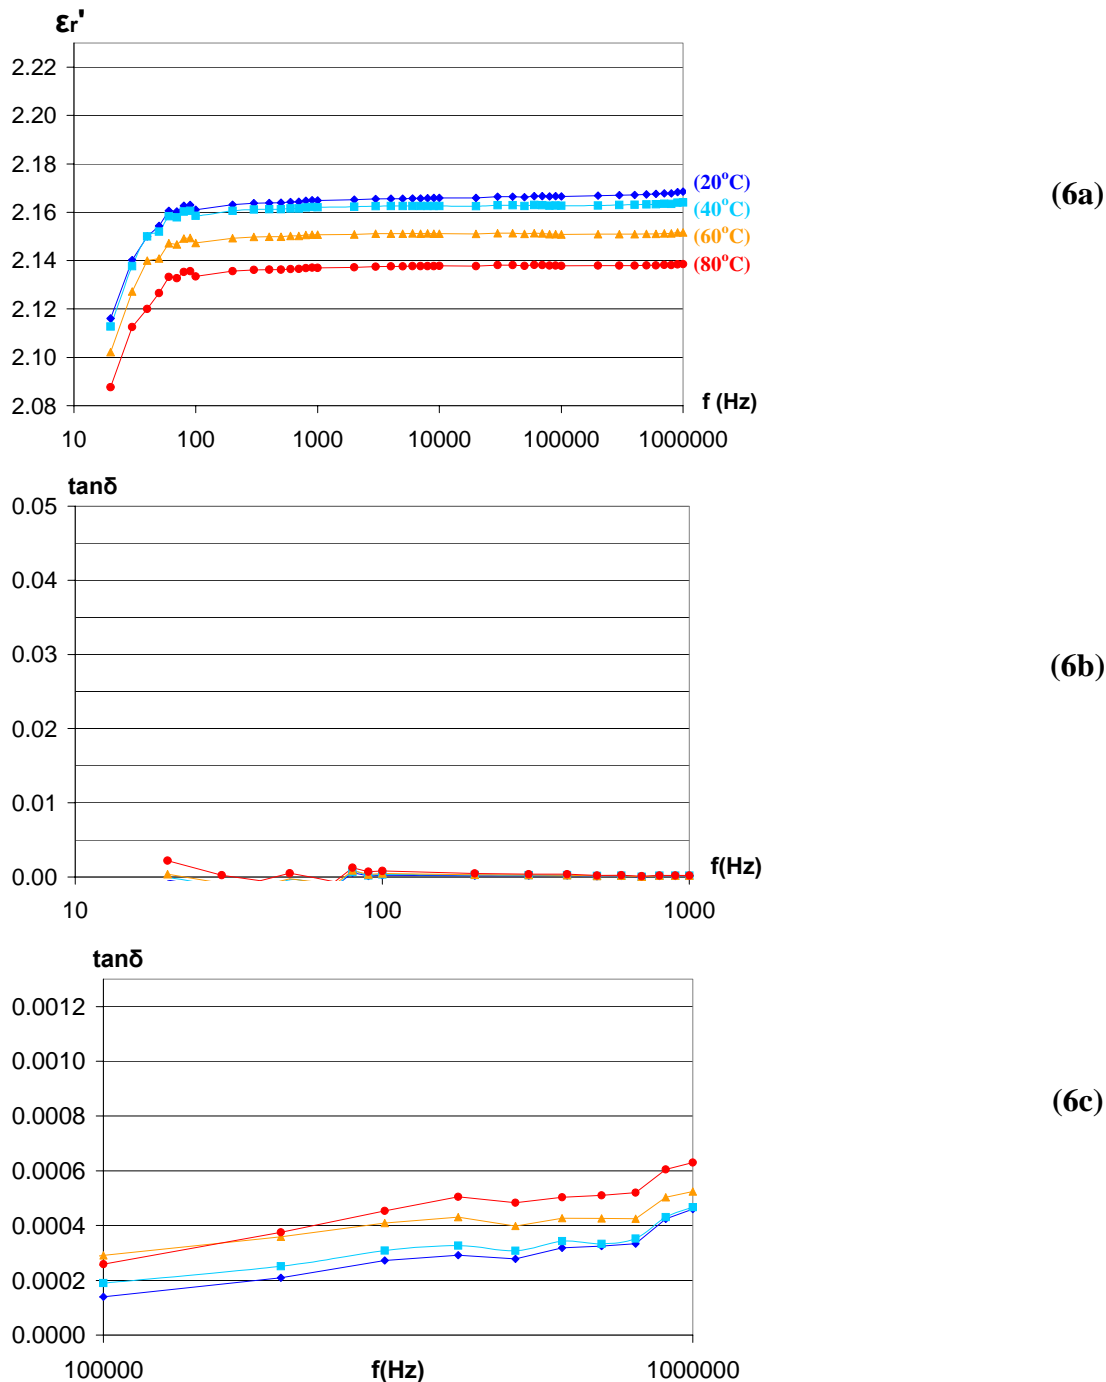 εr'
2.22
2.20
2.18
2.16
2.14
2.12
2.10
2.08
(20°C)
(40°C)
(60°C)
(80°C)
(6a)
f (Hz)
10 100 1000 10000 100000 1000000
tanδ
0.05
0.04
0.03
0.02
0.01
0.00
(6b)
f(Hz)
10 100 1000
tanδ
0.0012
0.0010
0.0008
0.0006
0.0004
0.0002
0.0000
(6c)
100000 f(Hz) 1000000